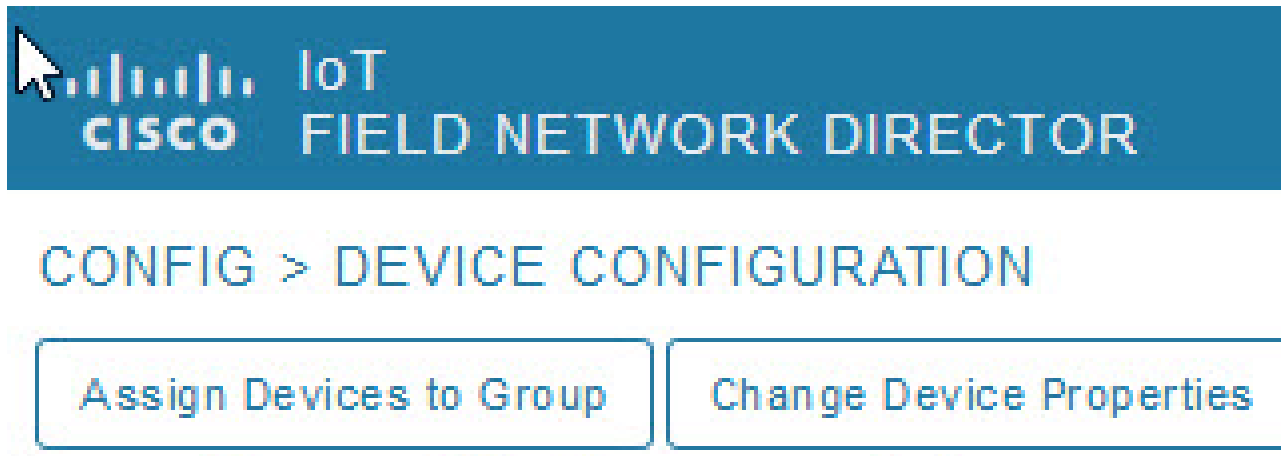 IoT
CISCO FIELD NETWORK DIRECTOR
CONFIG > DEVICE CONFIGURATION
Assign Devices to Group Change Device Properties